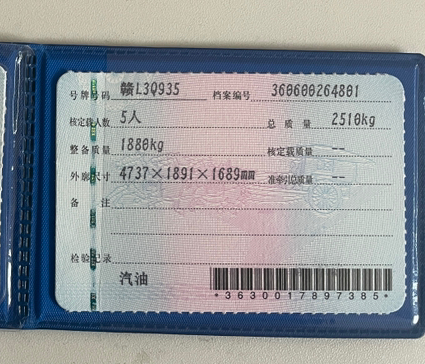 号牌号码 赣L3Q935 档案编号 360600264801
核定载人数 5人 总质量 2510kg
整备质量 1880kg 核定载质量 --
外廓尺寸 4737×1891×1689mm 准牵引总质量 --
备注
检验记录
汽油
*3630017897385*